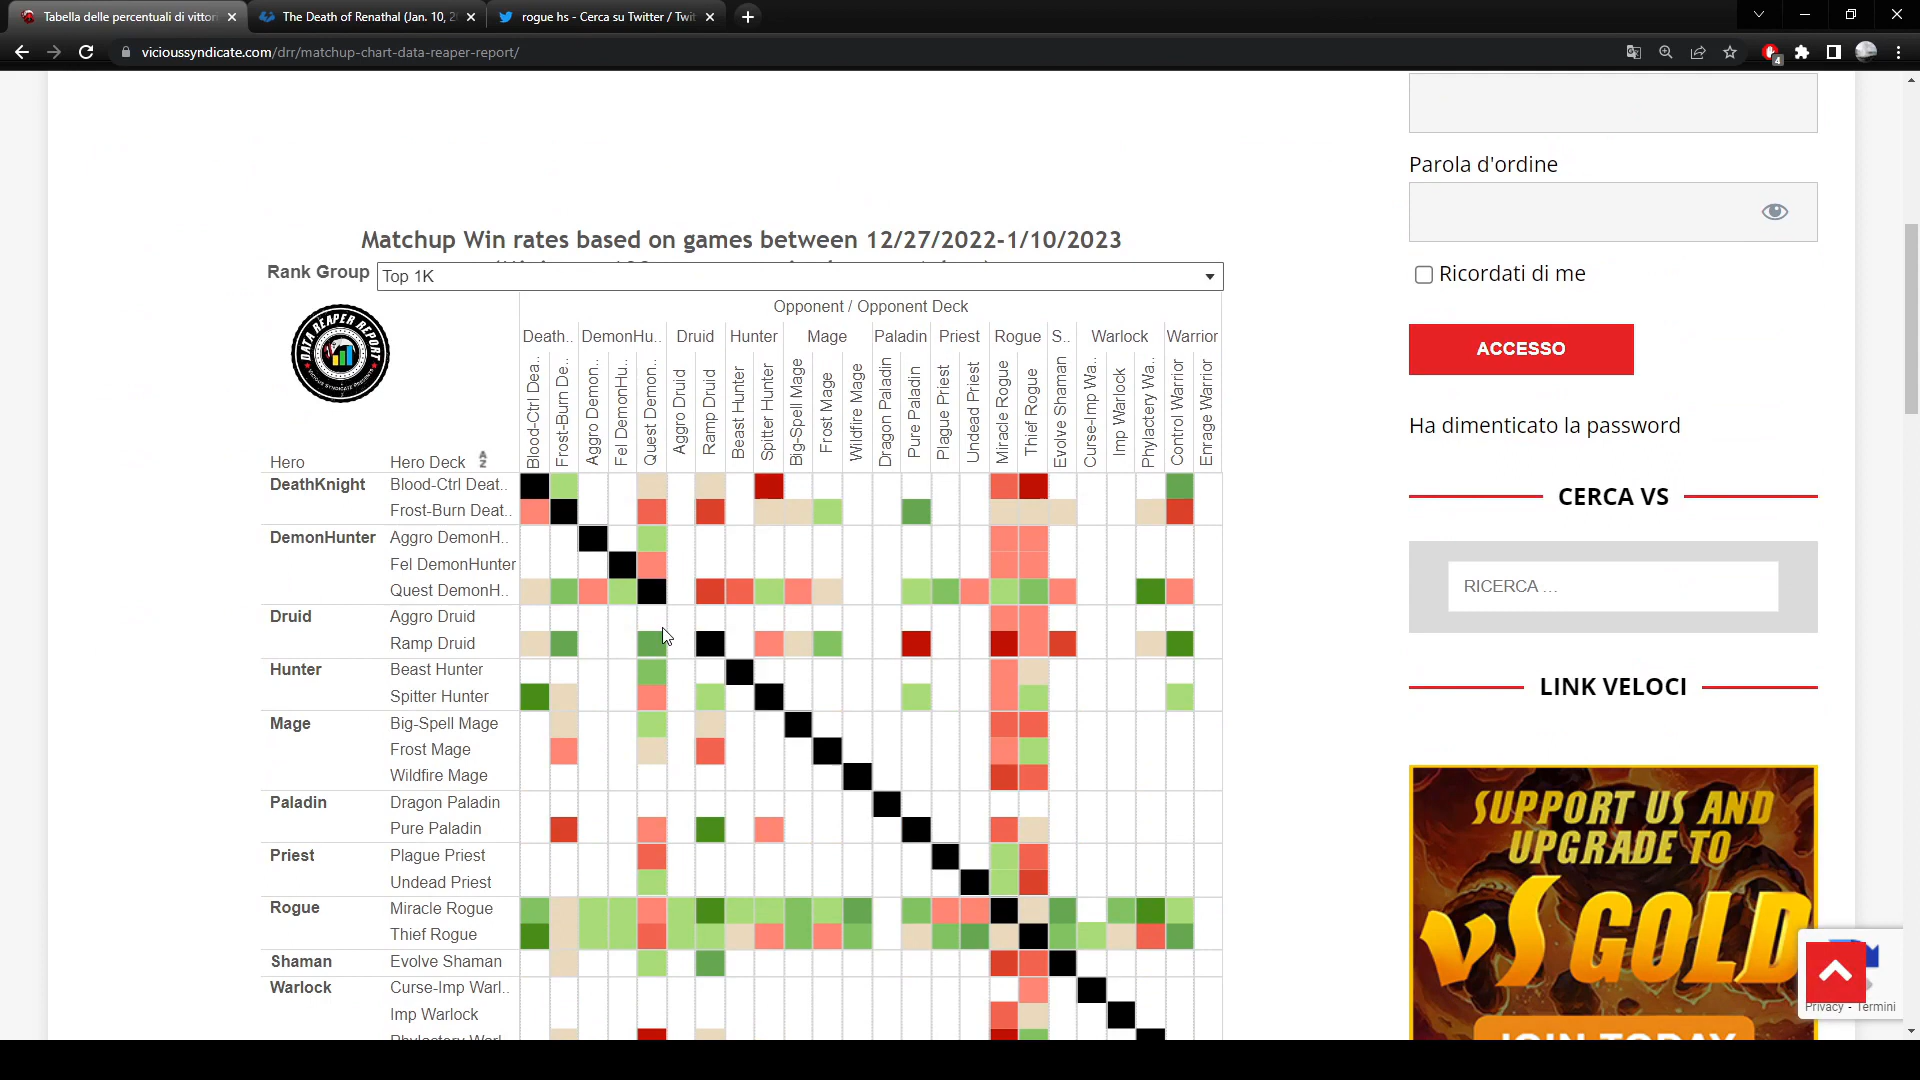 Tabella delle percentuali di vittori
The Death of Renathal (Jan. 10, 2
rogue hs - Cerca su Twitter / Twit
vicioussyndicate.com/drr/matchup-chart-data-reaper-report/
4
Parola d'ordine
Ricordati di me
ACCESSO
Ha dimenticato la password
CERCA VS
RICERCA ...
LINK VELOCI
SUPPORT US AND
UPGRADE TO
vS GOLD
JOIN TODAY
Privacy - Termini
Matchup Win rates based on games between 12/27/2022-1/10/2023
Rank Group Top 1K
DATA REAPER REPORT
Opponent / Opponent Deck
Death.. DemonHu.. Druid Hunter Mage Paladin Priest Rogue S.. Warlock Warrior
Blood-Ctrl Dea..
Frost-Burn De..
Aggro Demon..
Fel DemonHu..
Quest Demon..
Aggro Druid
Ramp Druid
Beast Hunter
Spitter Hunter
Big-Spell Mage
Frost Mage
Wildfire Mage
Dragon Paladin
Pure Paladin
Plague Priest
Undead Priest
Miracle Rogue
Thief Rogue
Evolve Shaman
Curse-Imp Wa..
Imp Warlock
Phylactery Wa..
Control Warrior
Enrage Warrior
Hero Hero Deck
DeathKnight Blood-Ctrl Deat..
Frost-Burn Deat..
DemonHunter Aggro DemonH..
Fel DemonHunter
Quest DemonH..
Druid Aggro Druid
Ramp Druid
Hunter Beast Hunter
Spitter Hunter
Mage Big-Spell Mage
Frost Mage
Wildfire Mage
Paladin Dragon Paladin
Pure Paladin
Priest Plague Priest
Undead Priest
Rogue Miracle Rogue
Thief Rogue
Shaman Evolve Shaman
Warlock Curse-Imp Warl..
Imp Warlock
Phylactery Warl..